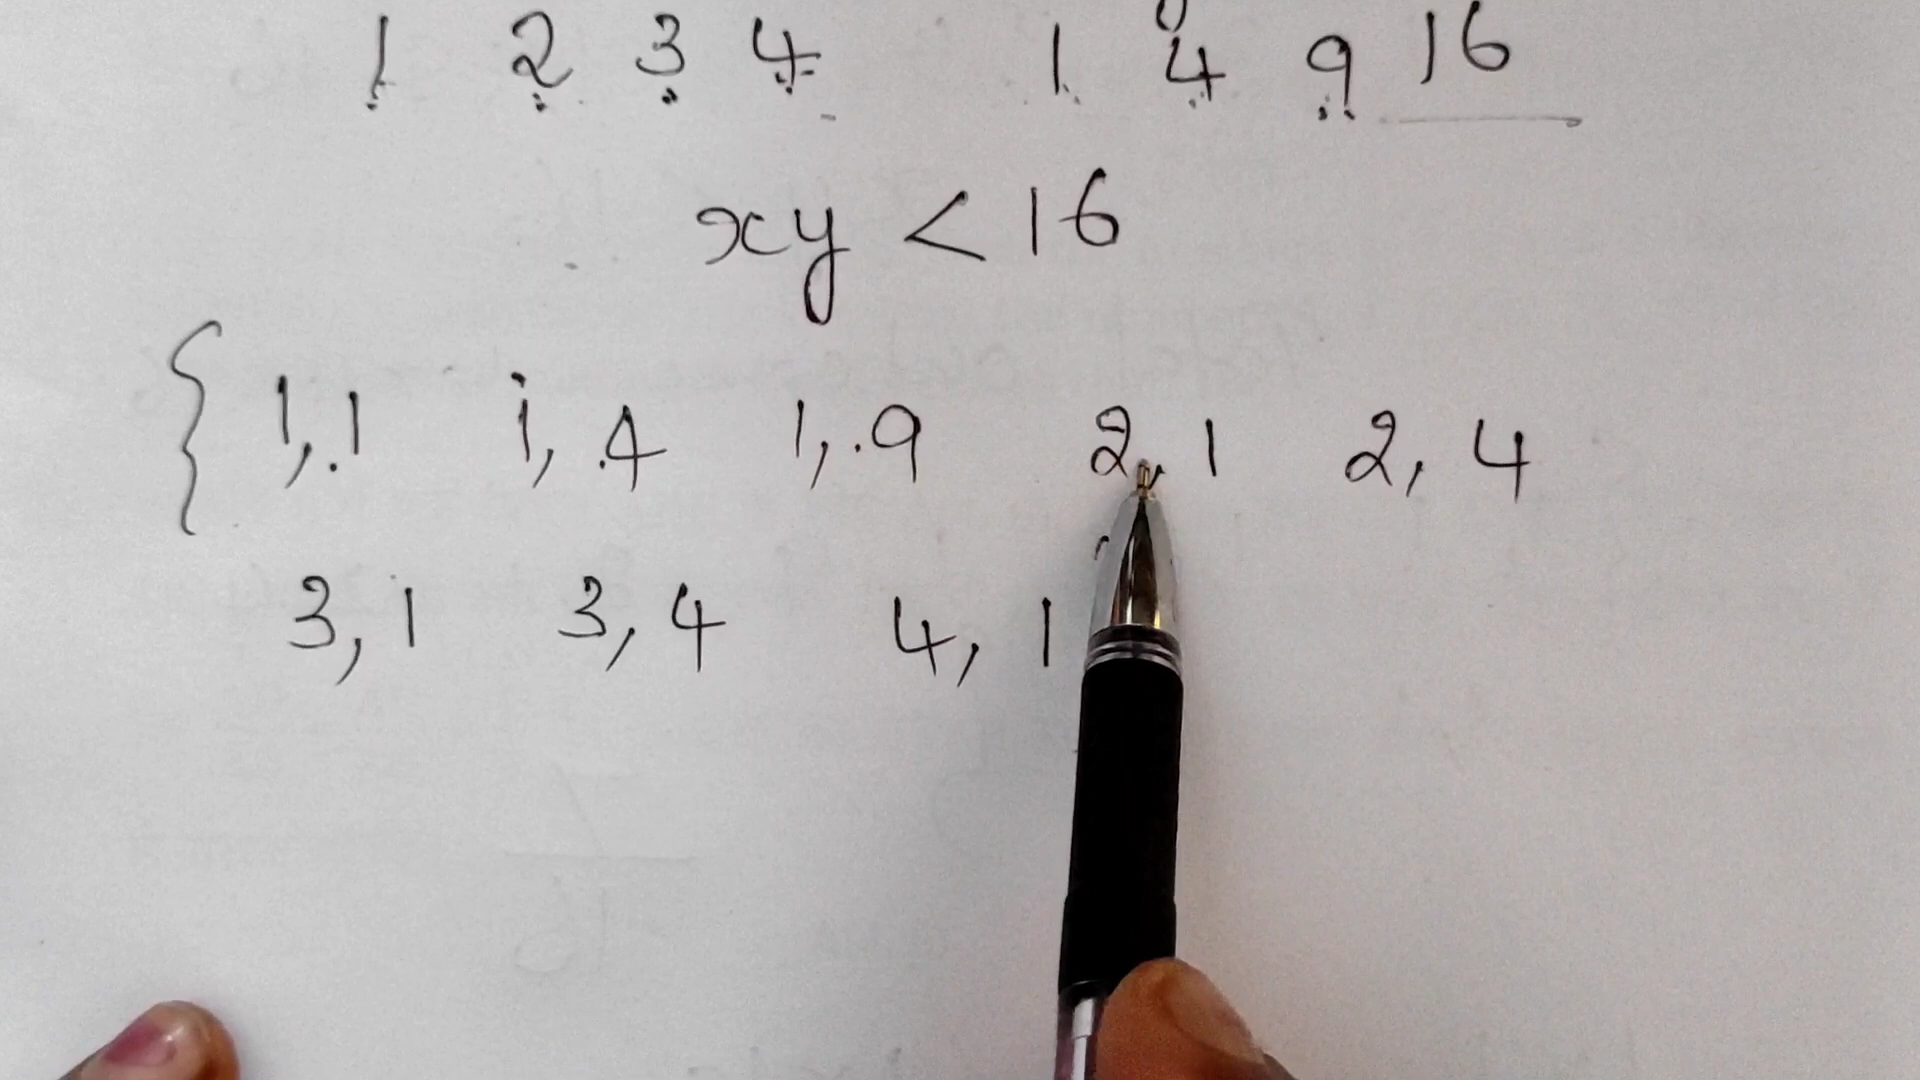 1 2 3 4 1 4 9 16
xy < 16
{ 1,1 1,4 1,9 2,1 2,4
3,1 3,4 4,1